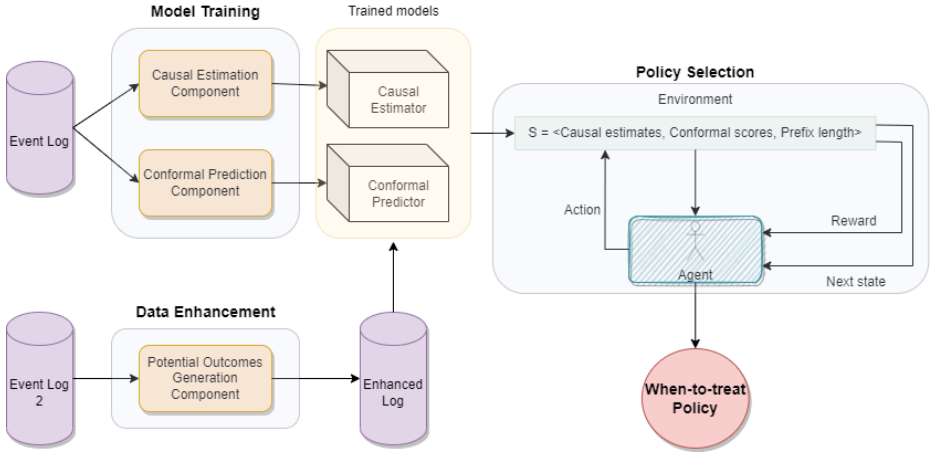 Model Training
Trained models
Causal Estimation
Component
Causal
Estimator
Event Log
Conformal Prediction
Component
Conformal
Predictor
Policy Selection
Environment
S = <Causal estimates, Conformal scores, Prefix length>
Action
Reward
Agent
Next state
Data Enhancement
Event Log
2
Potential Outcomes
Generation
Component
Enhanced
Log
When-to-treat
Policy